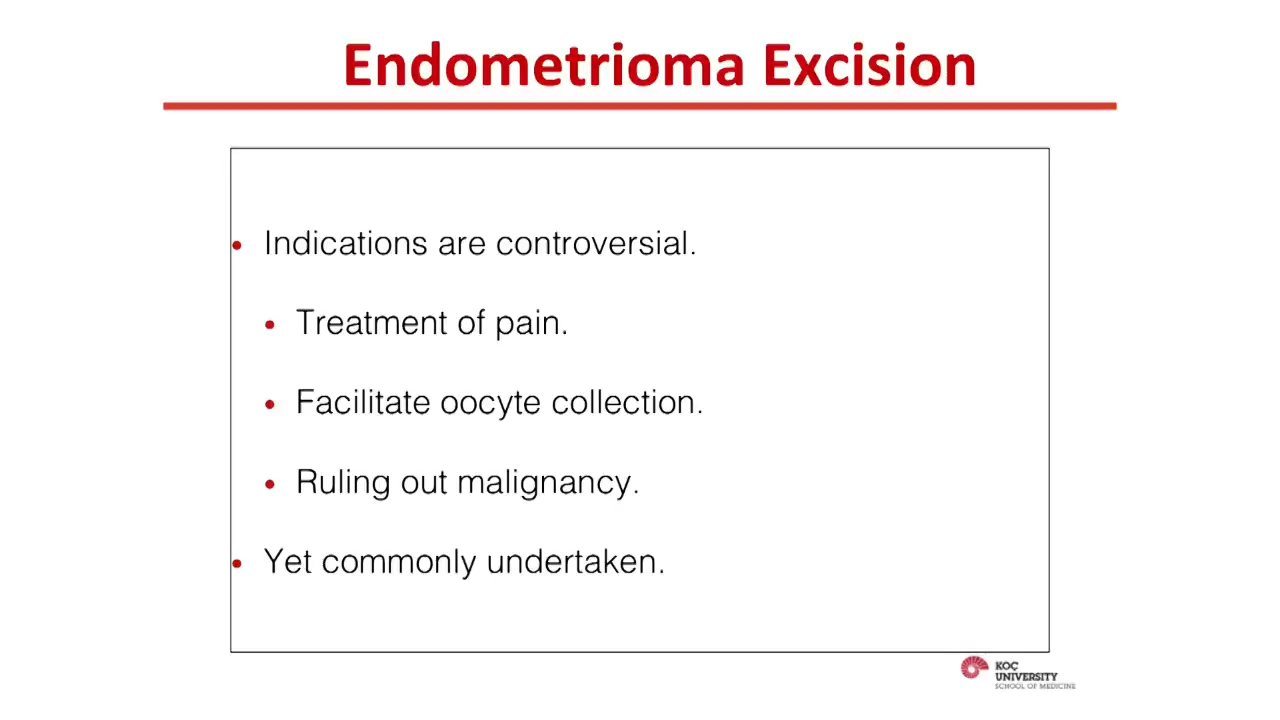 Endometrioma Excision
• Indications are controversial.
• Treatment of pain.
• Facilitate oocyte collection.
• Ruling out malignancy.
• Yet commonly undertaken.
KOÇ
UNIVERSITY
SCHOOL OF MEDICINE